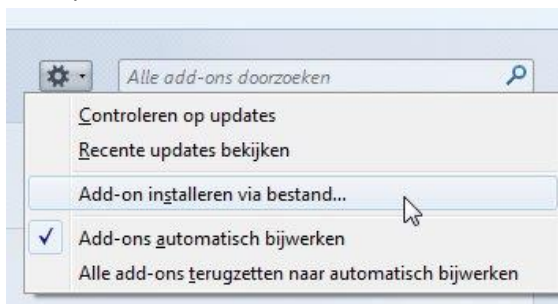 Alle add-ons doorzoeken
Controleren op updates
Recente updates bekijken
Add-on installeren via bestand...
Add-ons automatisch bijwerken
Alle add-ons terugzetten naar automatisch bijwerken